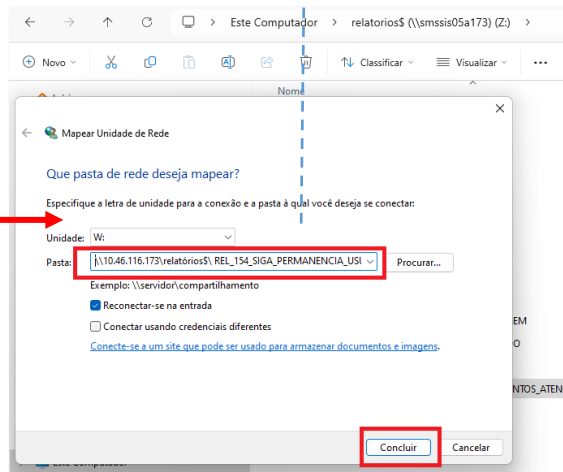 Este Computador > relatorios$ (\\smssis05a173) (Z:) >
Novo Classificar Visualizar ...
Nome
Mapear Unidade de Rede
Que pasta de rede deseja mapear?
Especifique a letra de unidade para a conexão e a pasta à qual você deseja se conectar:
Unidade: W:
Pasta: \\10.46.116.173\relatórios$\ REL_154_SIGA_PERMANENCIA_USU Procurar...
Exemplo: \\servidor\compartilhamento
Reconectar-se na entrada
EM
Conectar usando credenciais diferentes
O
Conecte-se a um site que pode ser usado para armazenar documentos e imagens.
NTOS_ATEN
Concluir Cancelar
Este Computador